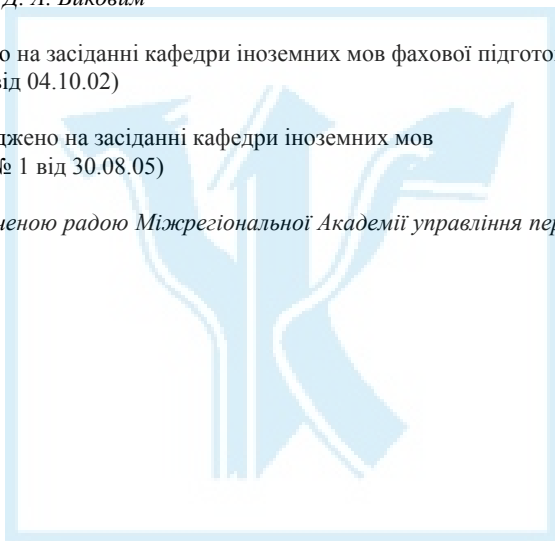 Д. А. Биковим
о на засіданні кафедри іноземних мов фахової підгото
від 04.10.02)
джено на засіданні кафедри іноземних мов
№ 1 від 30.08.05)
ченою радою Міжрегіональної Академії управління пер